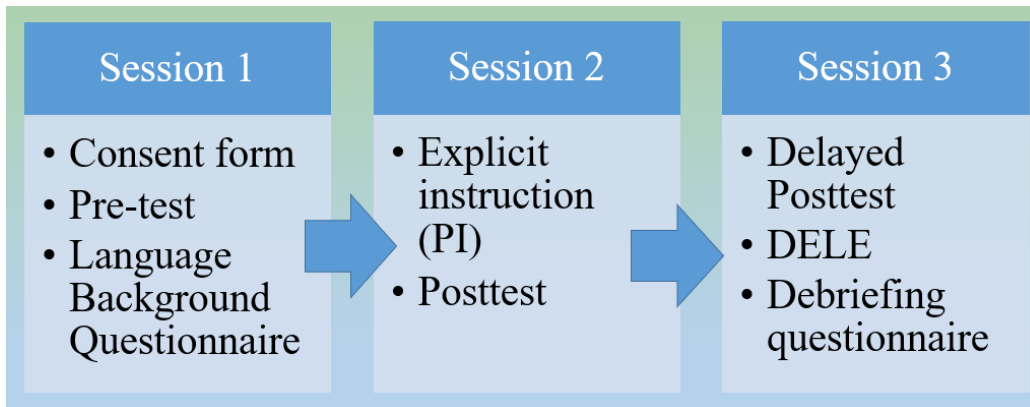 Session 1
• Consent form
• Pre-test
• Language
Background
Questionnaire
Session 2
• Explicit
instruction
(PI)
• Posttest
Session 3
• Delayed
Posttest
• DELE
• Debriefing
questionnaire